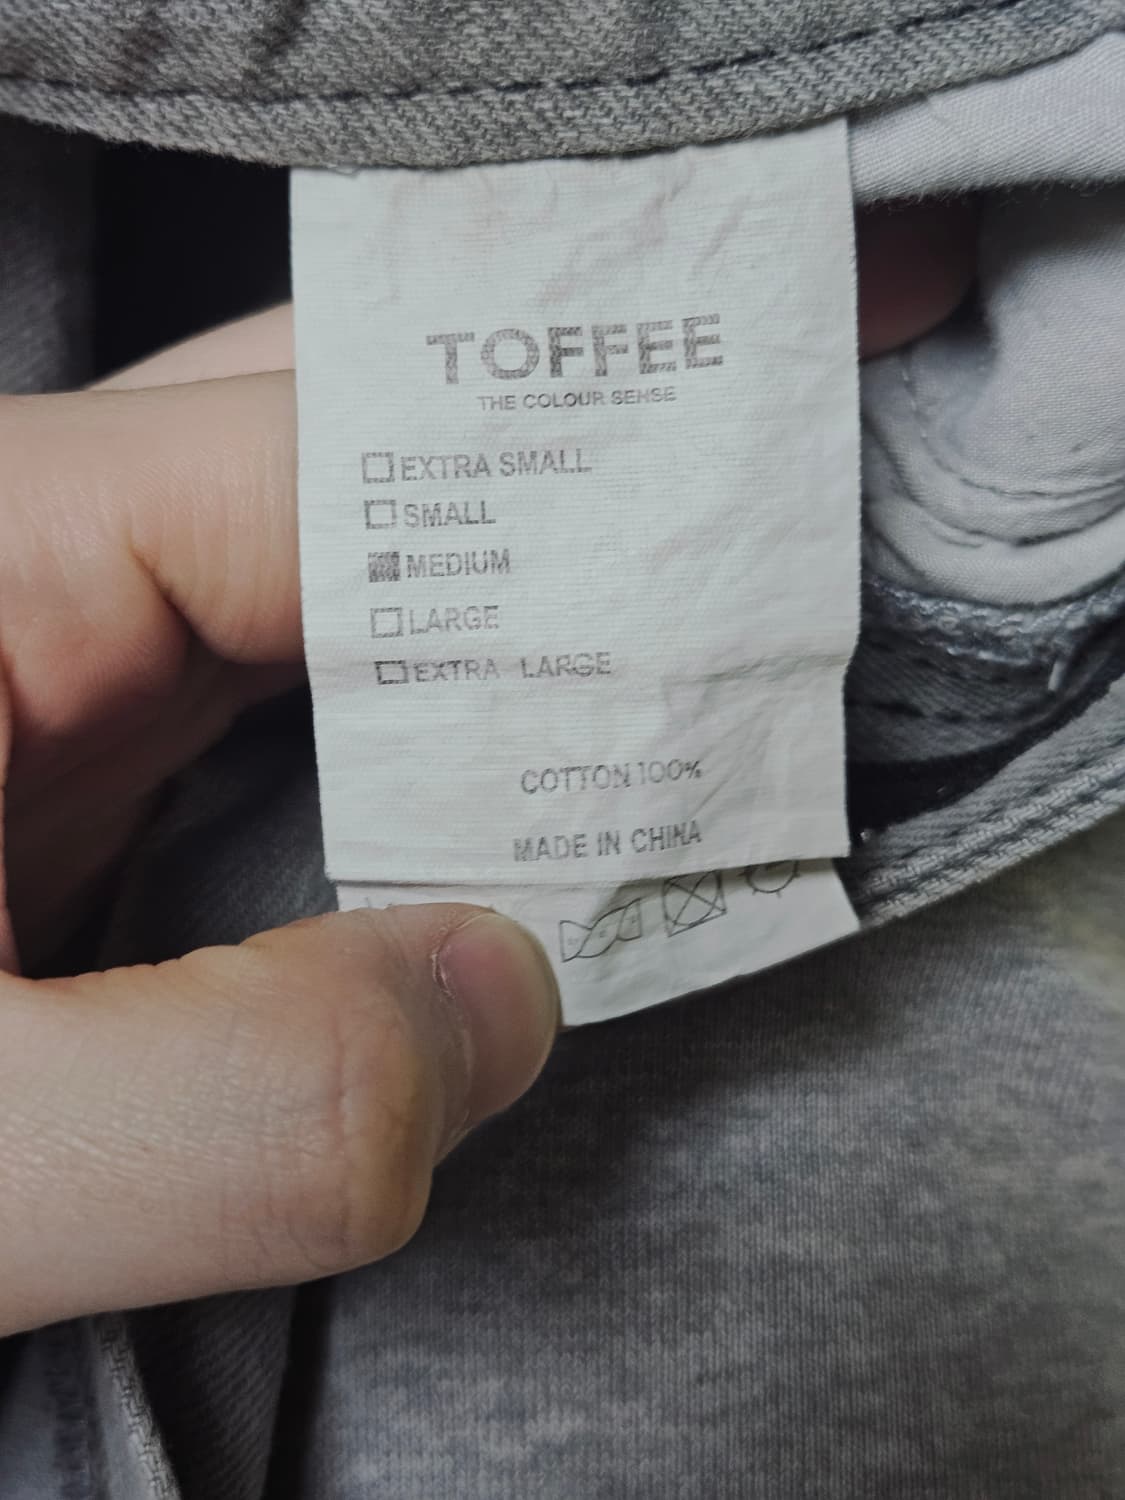 TOFFEE
THE COLOUR SENSE
EXTRA SMALL
SMALL
MEDIUM
LARGE
EXTRA LARGE
COTTON 100%
MADE IN CHINA